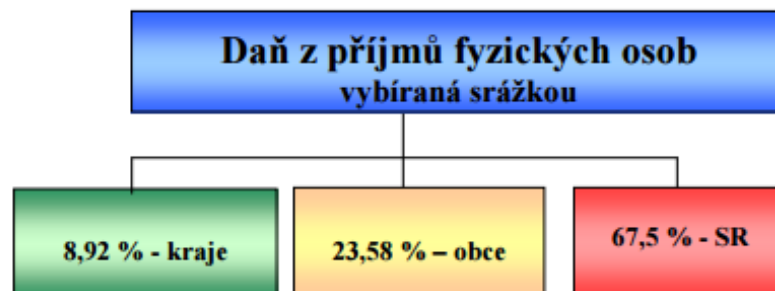 Daň z příjmů fyzických osob
vybíraná srážkou
8,92 % - kraje
23,58 % – obce
67,5 % - SR